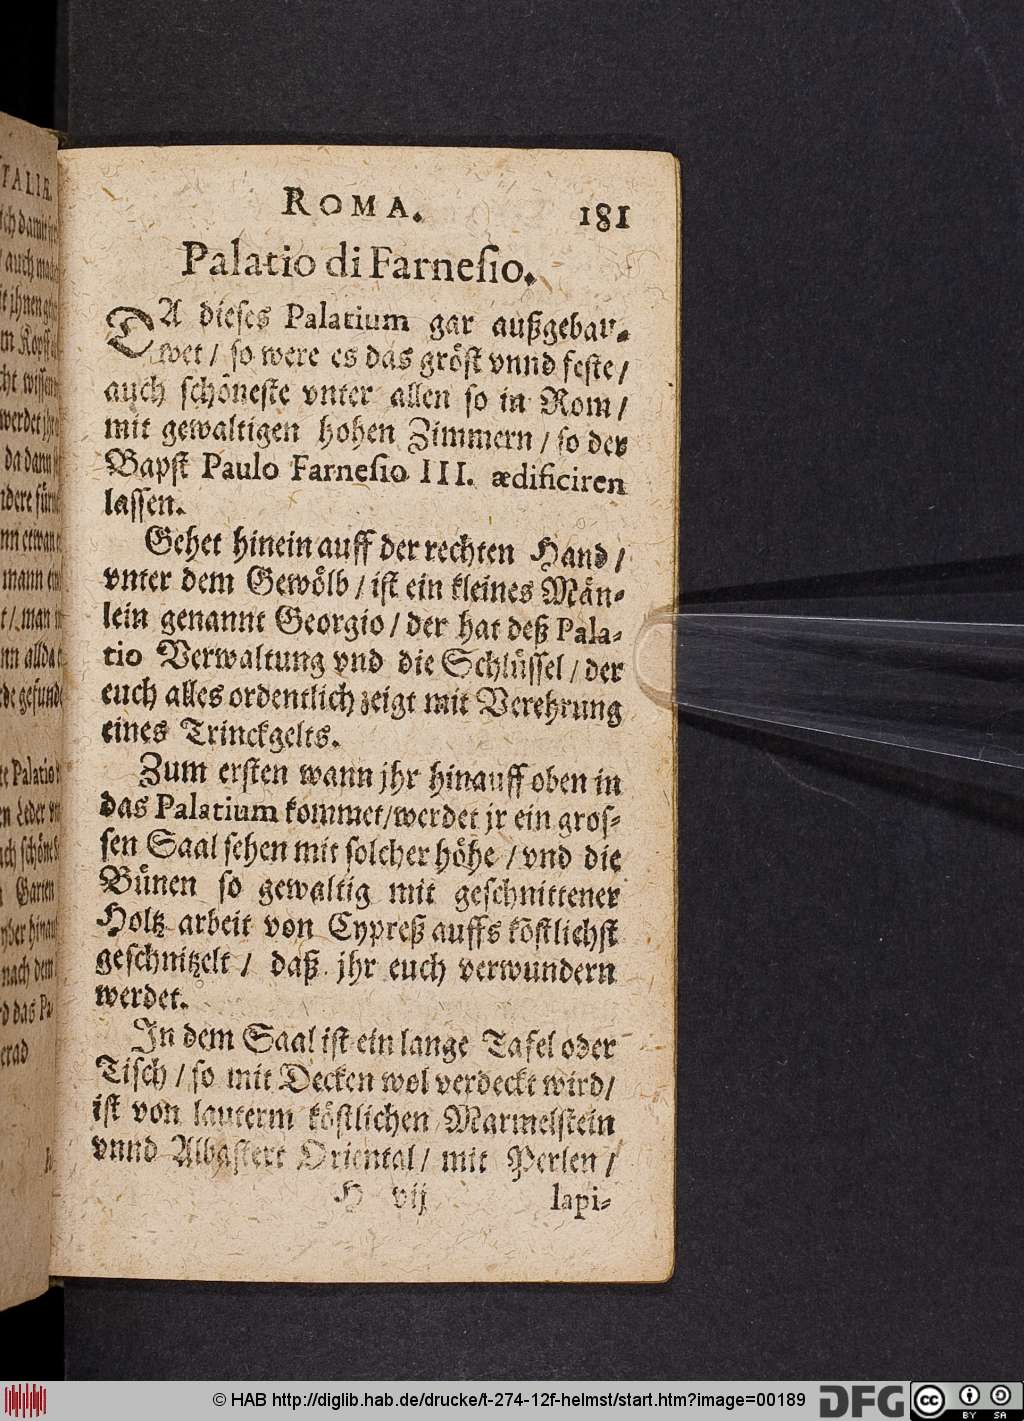 ROMA. 181
Palatio di Farneſio.
DA dieses Palatium gar außgebau-
wet / so were es das gröst vnnd feste /
auch schöneste vnter allen so in Rom /
mit gewaltigen hohen Zimmern / so der
Bapst Paulo Farneſio III. ædificiren
lassen.
Gehet hinein auff der rechten Hand /
vnter dem Gewölb / ist ein kleines Män-
lein genannt Georgio / der hat deß Pala-
tio Verwaltung vnd die Schlüssel / der
euch alles ordentlich zeigt mit Verehrung
eines Trinckgelts.
Zum ersten wann jhr hinauff oben in
das Palatium kommet/werdet jr ein gros-
sen Saal sehen mit solcher höhe / vnd die
Bünen so gewaltig mit geschnittener
Holtz arbeit von Cypreß auffs köstlichst
geschnitzelt / daß jhr euch verwundern
werdet.
In dem Saal ist ein lange Tafel oder
Tisch / so mit Decken wol verdeckt wird/
ist von lauterm köstlichen Marmelstein
vnnd Albastert Oriental / mit Perlen /
H vij lapi-
© HAB http://diglib.hab.de/drucke/t-274-12f-helmst/start.htm?image=00189 DFG cc BY SA